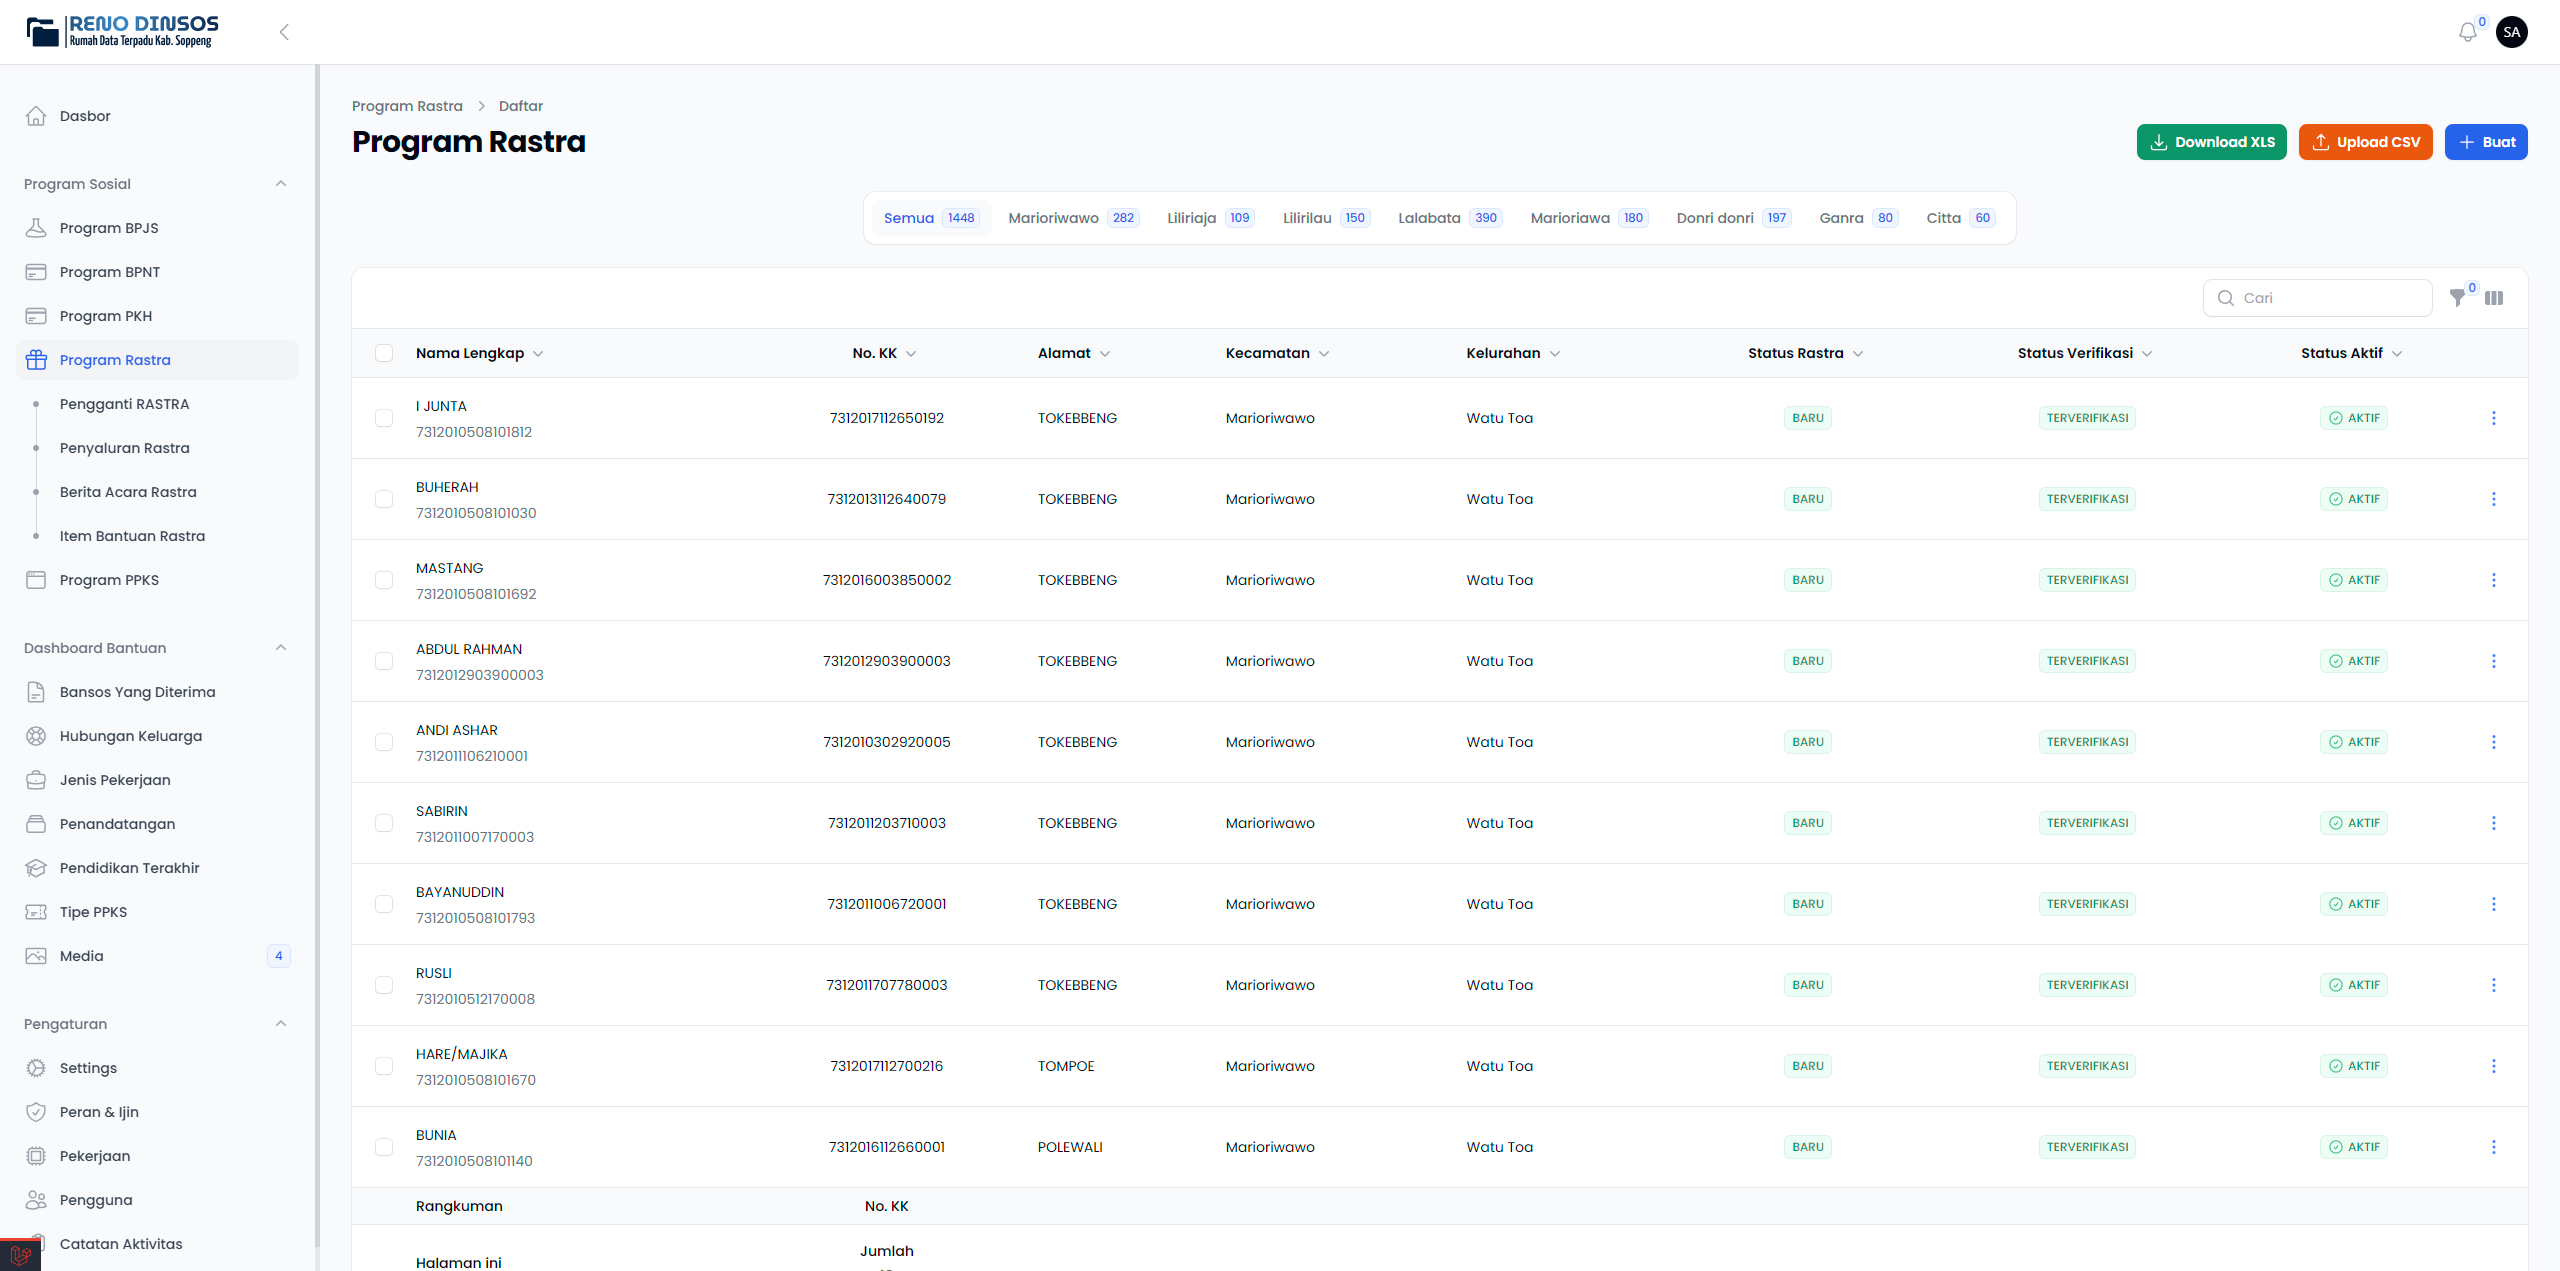 RENO DINSOS
Rumah Data Terpadu Kab. Soppeng
0
SA
Dasbor
Program Sosial
Program BPJS
Program BPNT
Program PKH
Program Rastra
Pengganti RASTRA
Penyaluran Rastra
Berita Acara Rastra
Item Bantuan Rastra
Program PPKS
Dashboard Bantuan
Bansos Yang Diterima
Hubungan Keluarga
Jenis Pekerjaan
Penandatangan
Pendidikan Terakhir
Tipe PPKS
Media 4
Pengaturan
Settings
Peran & Ijin
Pekerjaan
Pengguna
Catatan Aktivitas
Program Rastra > Daftar
Program Rastra
Download XLS Upload CSV Buat
Semua 1448 Marioriwawo 282 Liliriaja 109 Lilirilau 150 Lalabata 390 Marioriawa 180 Donri donri 197 Ganra 80 Citta 60
Cari 0
Nama Lengkap No. KK Alamat Kecamatan Kelurahan Status Rastra Status Verifikasi Status Aktif
I JUNTA
7312010508101812 7312017112650192 TOKEBBENG Marioriwawo Watu Toa BARU TERVERIFIKASI AKTIF
BUHERAH
7312010508101030 7312013112640079 TOKEBBENG Marioriwawo Watu Toa BARU TERVERIFIKASI AKTIF
MASTANG
7312010508101692 7312016003850002 TOKEBBENG Marioriwawo Watu Toa BARU TERVERIFIKASI AKTIF
ABDUL RAHMAN
7312012903900003 7312012903900003 TOKEBBENG Marioriwawo Watu Toa BARU TERVERIFIKASI AKTIF
ANDI ASHAR
7312011106210001 7312010302920005 TOKEBBENG Marioriwawo Watu Toa BARU TERVERIFIKASI AKTIF
SABIRIN
7312011007170003 7312011203710003 TOKEBBENG Marioriwawo Watu Toa BARU TERVERIFIKASI AKTIF
BAYANUDDIN
7312010508101793 7312011006720001 TOKEBBENG Marioriwawo Watu Toa BARU TERVERIFIKASI AKTIF
RUSLI
7312010512170008 7312011707780003 TOKEBBENG Marioriwawo Watu Toa BARU TERVERIFIKASI AKTIF
HARE/MAJIKA
7312010508101670 7312017112700216 TOMPOE Marioriwawo Watu Toa BARU TERVERIFIKASI AKTIF
BUNIA
7312010508101140 7312016112660001 POLEWALI Marioriwawo Watu Toa BARU TERVERIFIKASI AKTIF
Rangkuman No. KK
Jumlah
Halaman ini